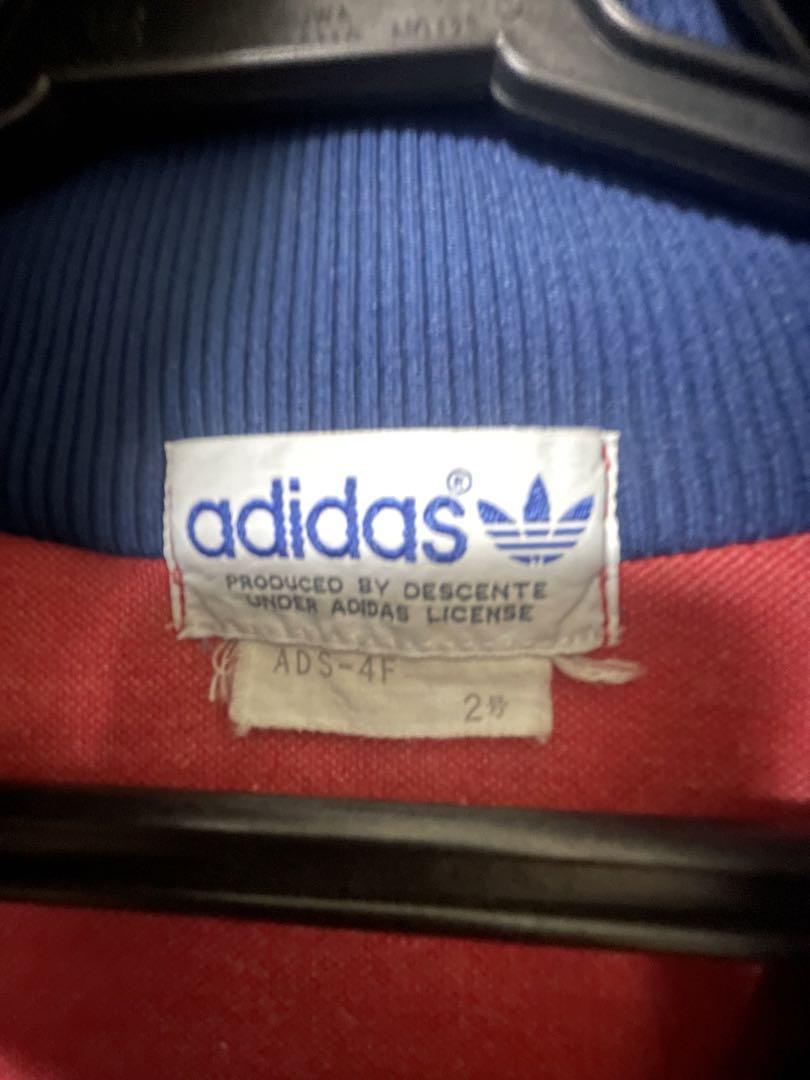 adidas®
PRODUCED BY DESCENTE
UNDER ADIDAS LICENSE
ADS-4F
2号